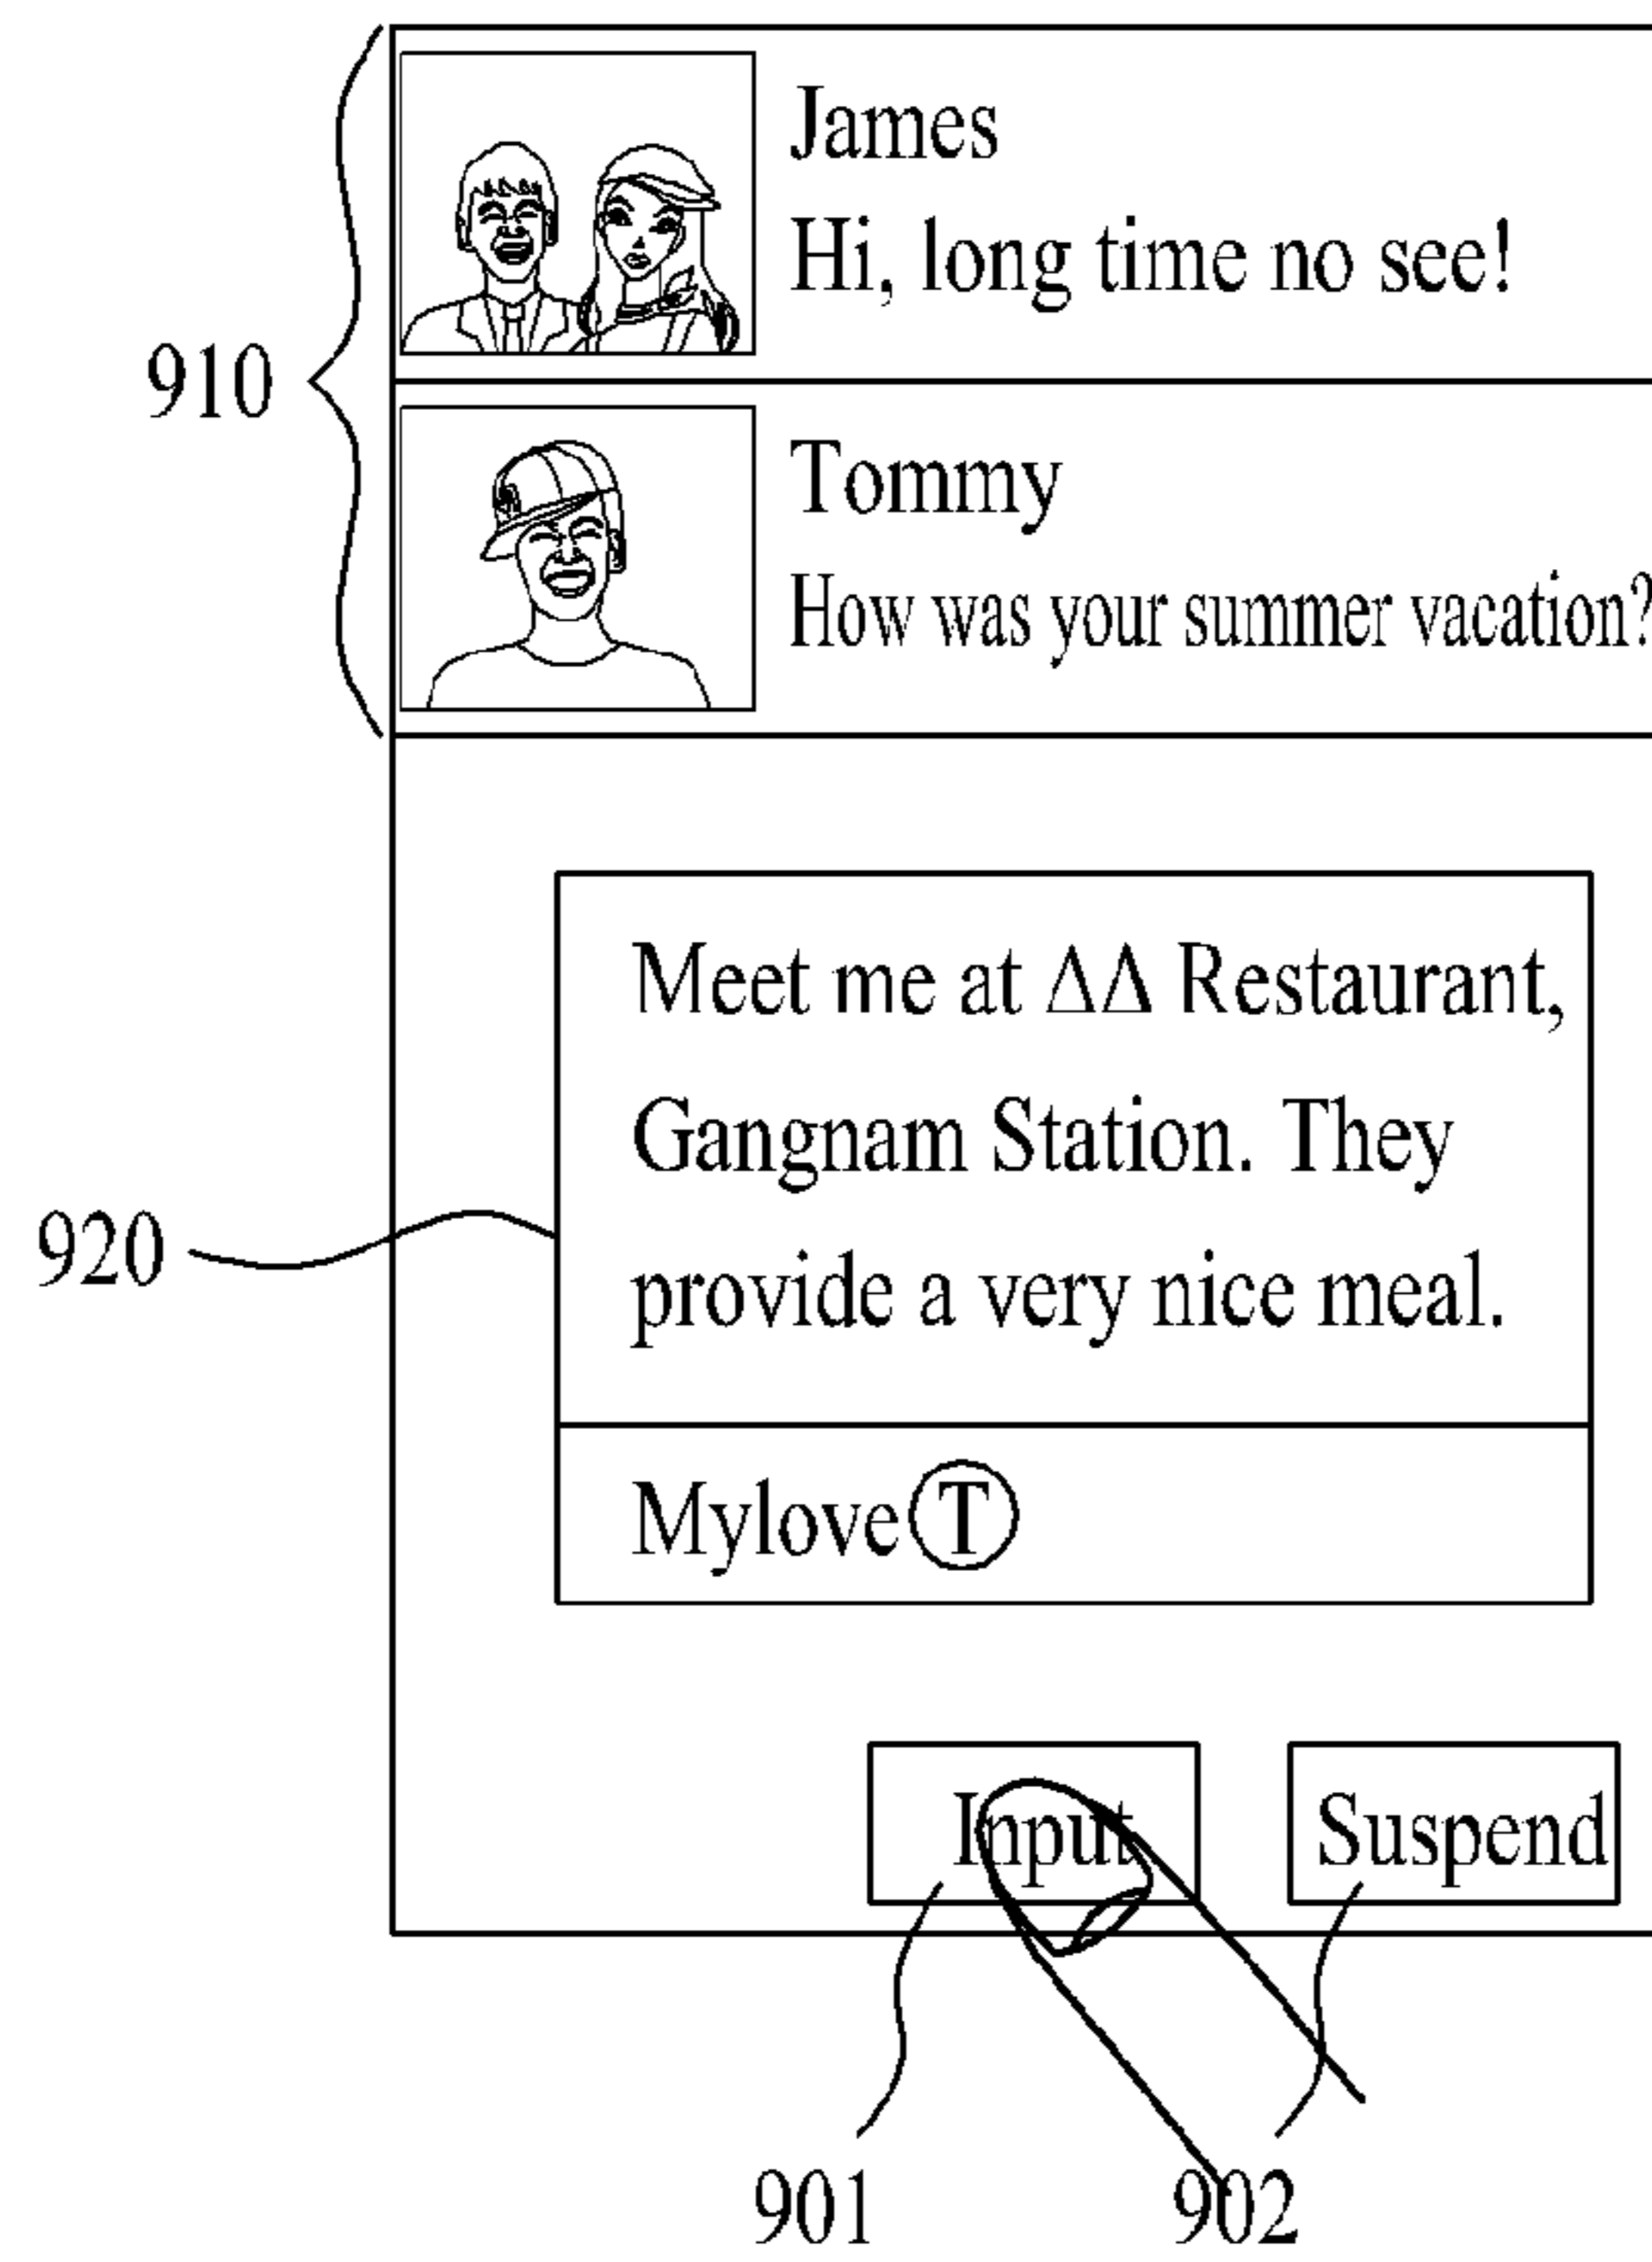 James
Hi, long time no see!
910
Tommy
How was your summer vacation?
Meet me at ΔΔ Restaurant,
Gangnam Station. They
920
provide a very nice meal.
Mylove Ⓣ
Input
Suspend
901
902